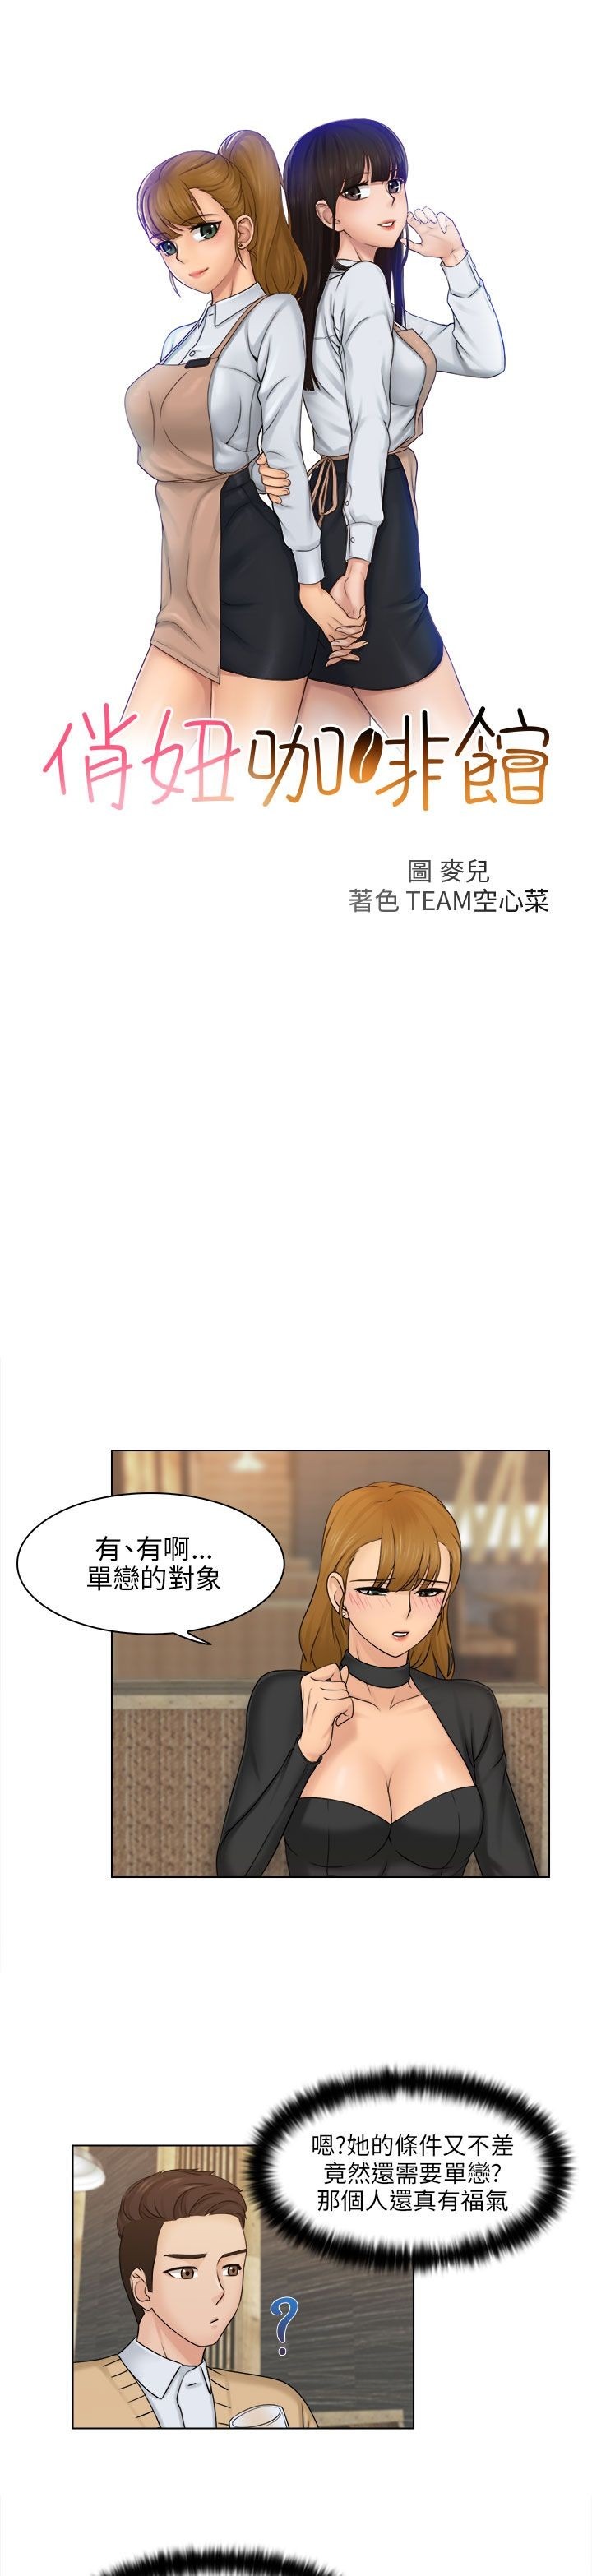 俏妞咖啡館
圖 麥兒
著色 TEAM空心菜
有、有啊...
單戀的對象
嗯?她的條件又不差
竟然還需要單戀?
那個人還真有福氣
?